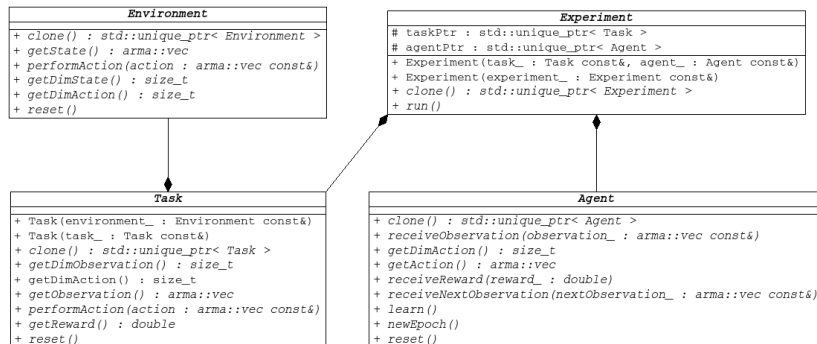 Environment
+ clone() : std::unique_ptr< Environment >
+ getState() : arma::vec
+ performAction(action : arma::vec const&)
+ getDimState() : size_t
+ getDimAction() : size_t
+ reset()
Experiment
# taskPtr : std::unique_ptr< Task >
# agentPtr : std::unique_ptr< Agent >
+ Experiment(task_ : Task const&, agent_ : Agent const&)
+ Experiment(experiment_ : Experiment const&)
+ clone() : std::unique_ptr< Experiment >
+ run()
Task
+ Task(environment_ : Environment const&)
+ Task(task_ : Task const&)
+ clone() : std::unique_ptr< Task >
+ getDimObservation() : size_t
+ getDimAction() : size_t
+ getObservation() : arma::vec
+ performAction(action : arma::vec const&)
+ getReward() : double
+ reset()
Agent
+ clone() : std::unique_ptr< Agent >
+ receiveObservation(observation_ : arma::vec const&)
+ getDimAction() : size_t
+ getAction() : arma::vec
+ receiveReward(reward_ : double)
+ receiveNextObservation(nextObservation_ : arma::vec const&)
+ learn()
+ newEpoch()
+ reset()